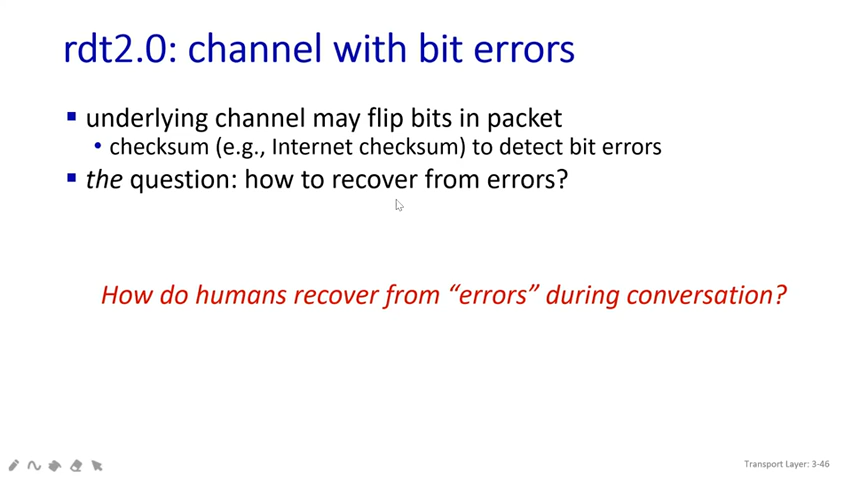 rdt2.0: channel with bit errors
▪ underlying channel may flip bits in packet
• checksum (e.g., Internet checksum) to detect bit errors
▪ the question: how to recover from errors?
How do humans recover from “errors” during conversation?
Transport Layer: 3-46